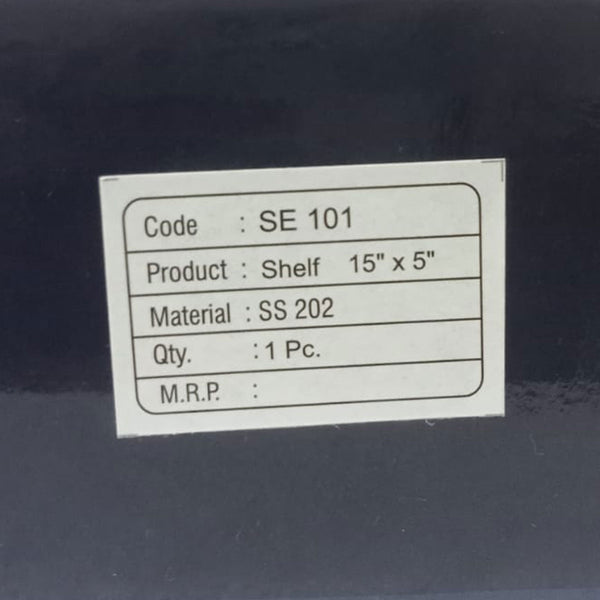 Code : SE 101
Product : Shelf 15" x 5"
Material : SS 202
Qty. : 1 Pc.
M.R.P. :